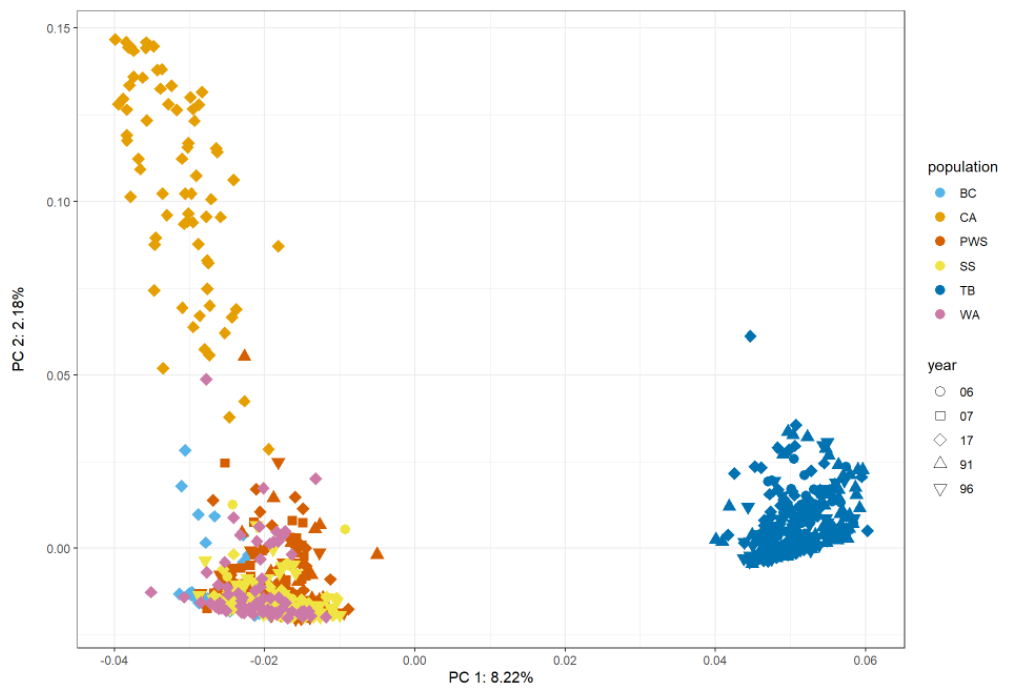 0.15
0.10
0.05
0.00
PC 2: 2.18%
-0.04
-0.02
0.00
0.02
0.04
0.06
PC 1: 8.22%
population
BC
CA
PWS
SS
TB
WA
year
06
07
17
91
96